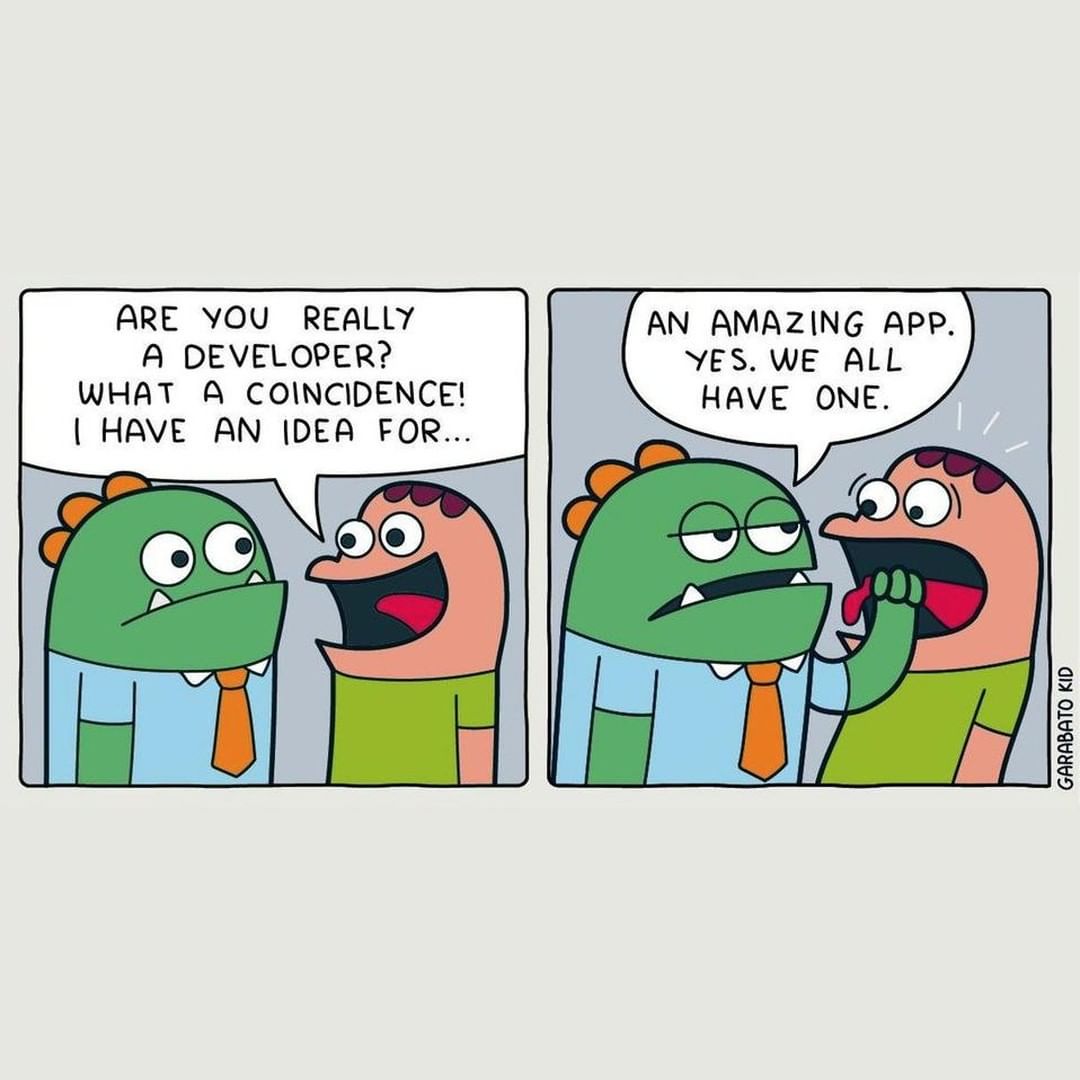 ARE YOU REALLY
A DEVELOPER?
WHAT A COINCIDENCE!
I HAVE AN IDEA FOR...
AN AMAZING APP.
YES. WE ALL
HAVE ONE.
GARABATO KID